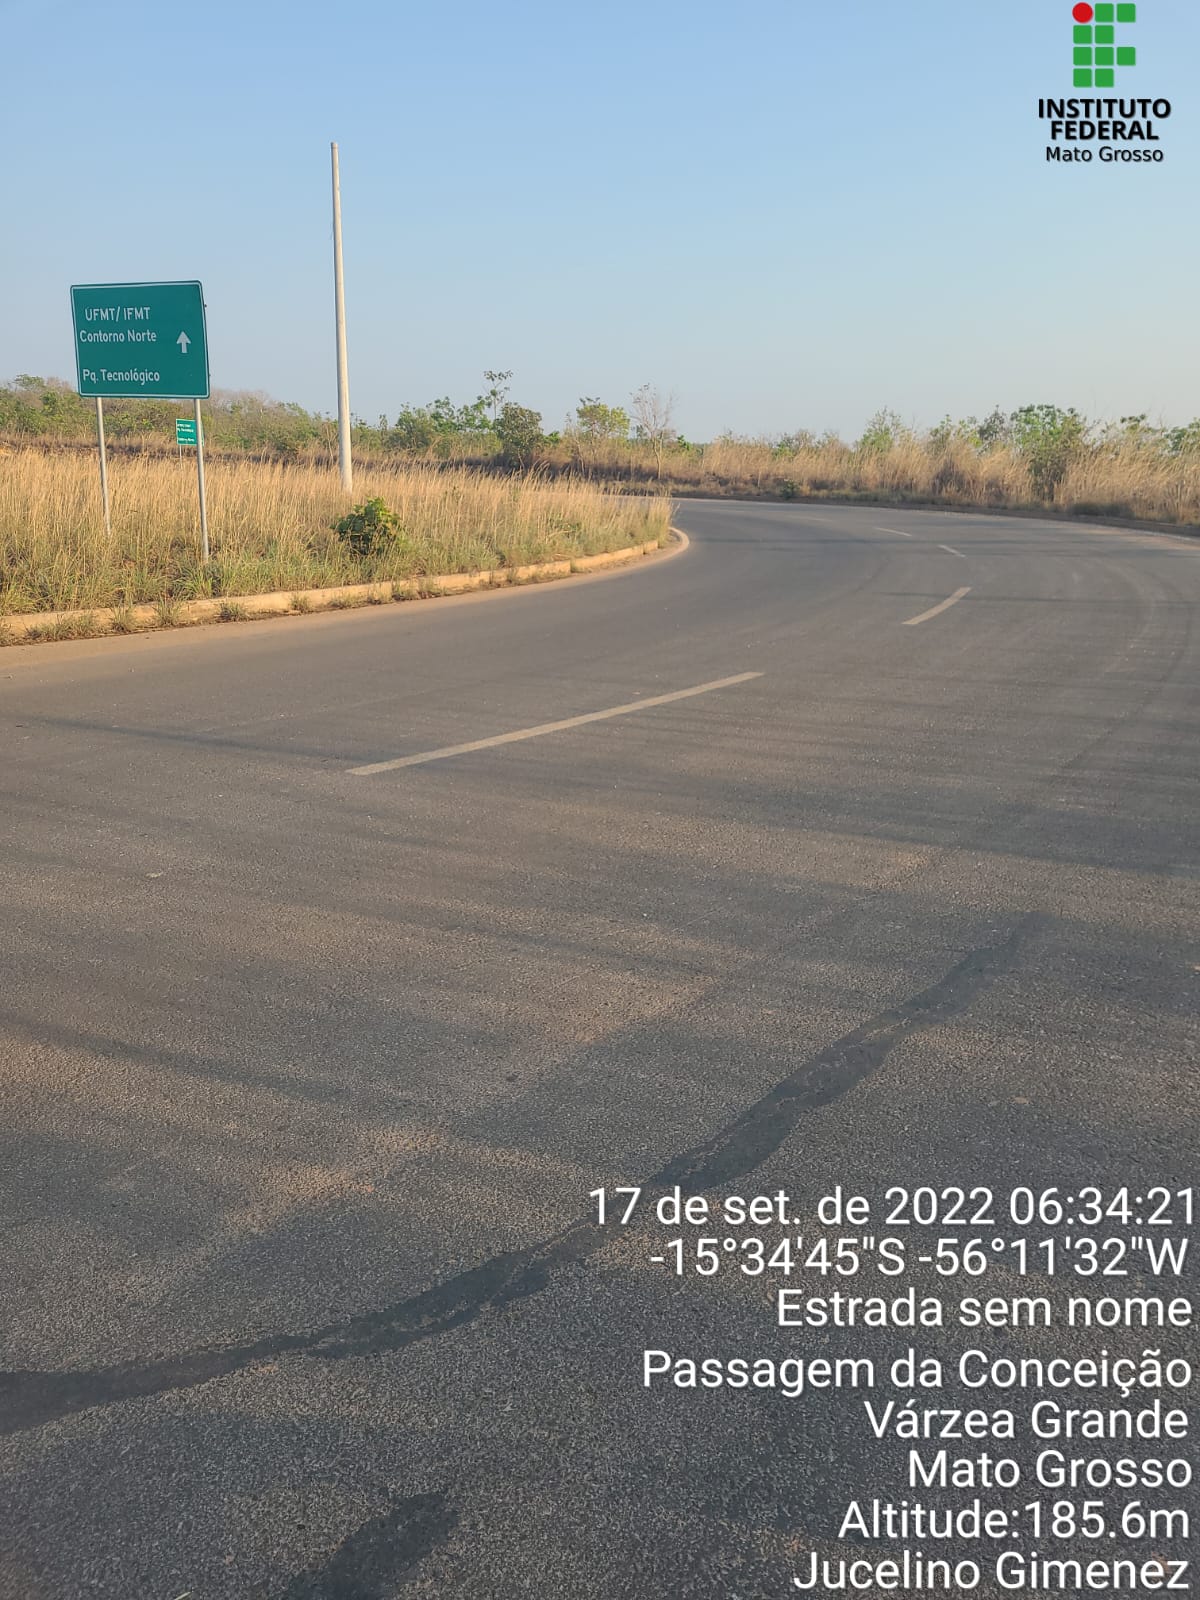 INSTITUTO
FEDERAL
Mato Grosso
UFMT/ IFMT
Contorno Norte
Pq. Tecnológico
17 de set. de 2022 06:34:21
-15°34'45"S -56°11'32"W
Estrada sem nome
Passagem da Conceição
Várzea Grande
Mato Grosso
Altitude:185.6m
Jucelino Gimenez